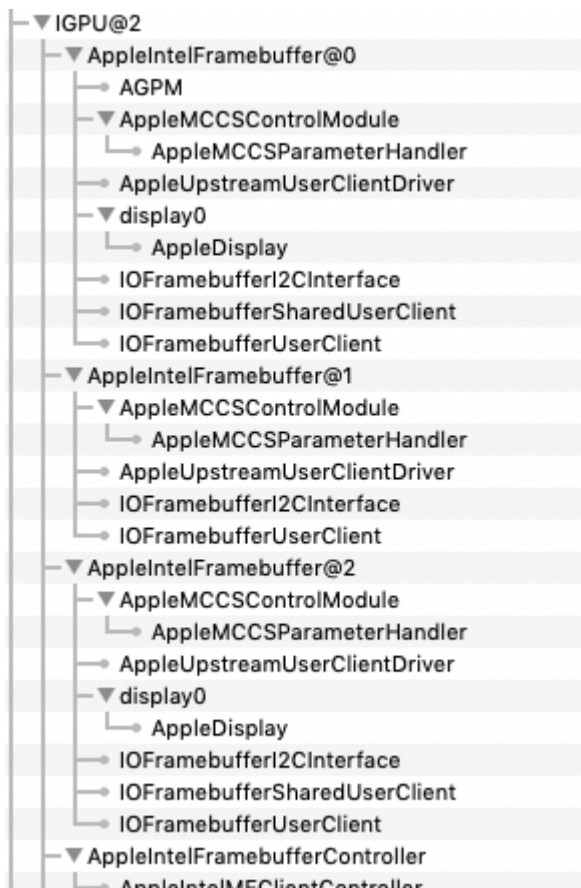 IGPU@2
AppleIntelFramebuffer@0
AGPM
AppleMCCSControlModule
AppleMCCSParameterHandler
AppleUpstreamUserClientDriver
display0
AppleDisplay
IOFramebufferI2CInterface
IOFramebufferSharedUserClient
IOFramebufferUserClient
AppleIntelFramebuffer@1
AppleMCCSControlModule
AppleMCCSParameterHandler
AppleUpstreamUserClientDriver
IOFramebufferI2CInterface
IOFramebufferUserClient
AppleIntelFramebuffer@2
AppleMCCSControlModule
AppleMCCSParameterHandler
AppleUpstreamUserClientDriver
display0
AppleDisplay
IOFramebufferI2CInterface
IOFramebufferSharedUserClient
IOFramebufferUserClient
AppleIntelFramebufferController
AppleIntelMEClientController